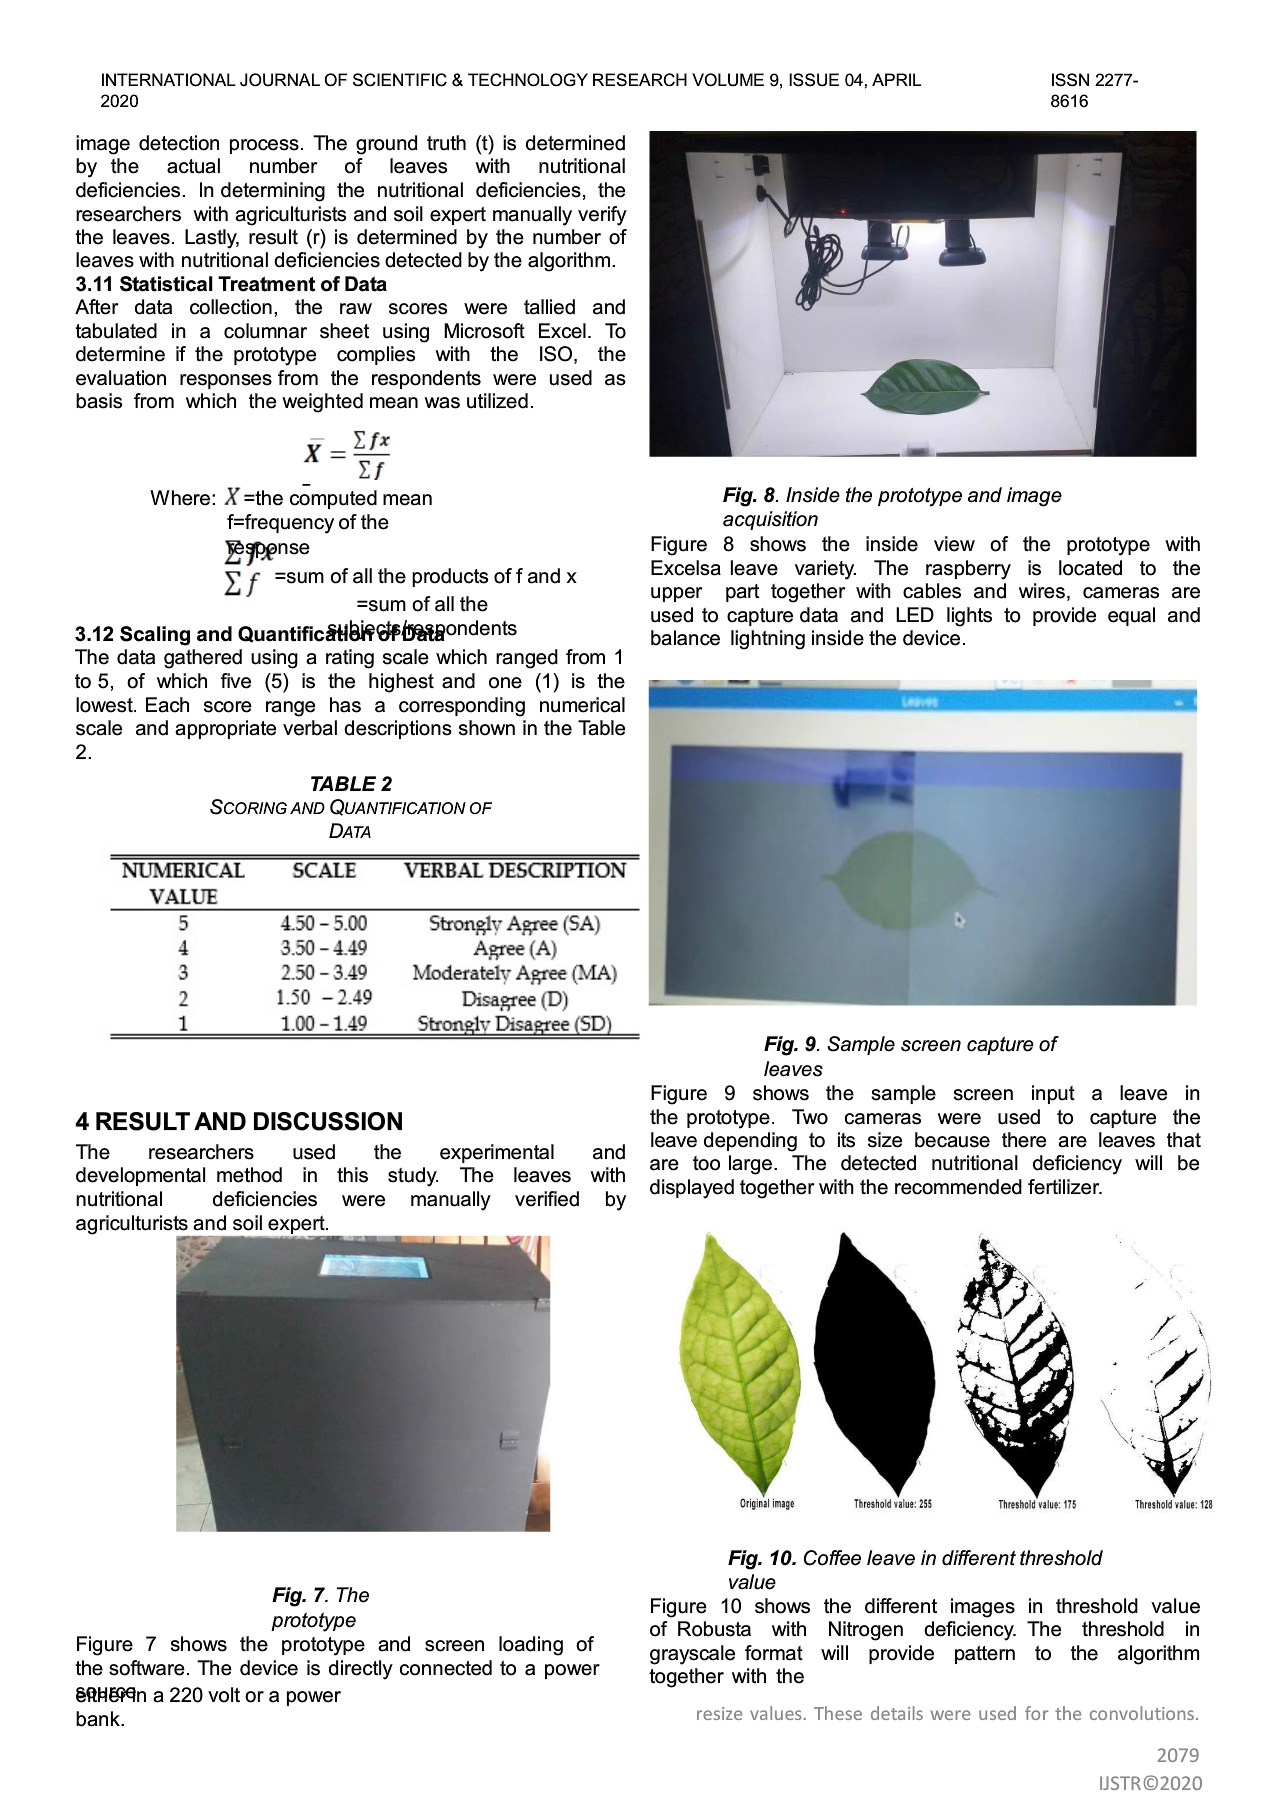 INTERNATIONAL JOURNAL OF SCIENTIFIC & TECHNOLOGY RESEARCH VOLUME 9, ISSUE 04, APRIL 2020
ISSN 2277-8616
image detection process. The ground truth (t) is determined
by the actual number of leaves with nutritional
deficiencies. In determining the nutritional deficiencies, the
researchers with agriculturists and soil expert manually verify
the leaves. Lastly, result (r) is determined by the number of
leaves with nutritional deficiencies detected by the algorithm.
3.11 Statistical Treatment of Data
After data collection, the raw scores were tallied and
tabulated in a columnar sheet using Microsoft Excel. To
determine if the prototype complies with the ISO, the
evaluation responses from the respondents were used as
basis from which the weighted mean was utilized.
X̄ = ∑fx / ∑f
Where: X̄ =the computed mean
f=frequency of the
response
∑fx
∑f =sum of all the products of f and x
=sum of all the
subjects/respondents
3.12 Scaling and Quantification of Data
The data gathered using a rating scale which ranged from 1
to 5, of which five (5) is the highest and one (1) is the
lowest. Each score range has a corresponding numerical
scale and appropriate verbal descriptions shown in the Table
2.
TABLE 2
SCORING AND QUANTIFICATION OF
DATA
NUMERICAL VALUE SCALE VERBAL DESCRIPTION
5 4.50 – 5.00 Strongly Agree (SA)
4 3.50 – 4.49 Agree (A)
3 2.50 – 3.49 Moderately Agree (MA)
2 1.50 – 2.49 Disagree (D)
1 1.00 – 1.49 Strongly Disagree (SD)
4 RESULT AND DISCUSSION
The researchers used the experimental and
developmental method in this study. The leaves with
nutritional deficiencies were manually verified by
agriculturists and soil expert.
Fig. 7. The
prototype
Figure 7 shows the prototype and screen loading of
the software. The device is directly connected to a power
source
either in a 220 volt or a power
bank.
Fig. 8. Inside the prototype and image
acquisition
Figure 8 shows the inside view of the prototype with
Excelsa leave variety. The raspberry is located to the
upper part together with cables and wires, cameras are
used to capture data and LED lights to provide equal and
balance lightning inside the device.
Leaves
Fig. 9. Sample screen capture of
leaves
Figure 9 shows the sample screen input a leave in
the prototype. Two cameras were used to capture the
leave depending to its size because there are leaves that
are too large. The detected nutritional deficiency will be
displayed together with the recommended fertilizer.
Original image Threshold value: 255 Threshold value: 175 Threshold value: 128
Fig. 10. Coffee leave in different threshold
value
Figure 10 shows the different images in threshold value
of Robusta with Nitrogen deficiency. The threshold in
grayscale format will provide pattern to the algorithm
together with the
resize values. These details were used for the convolutions.
2079
IJSTR©2020